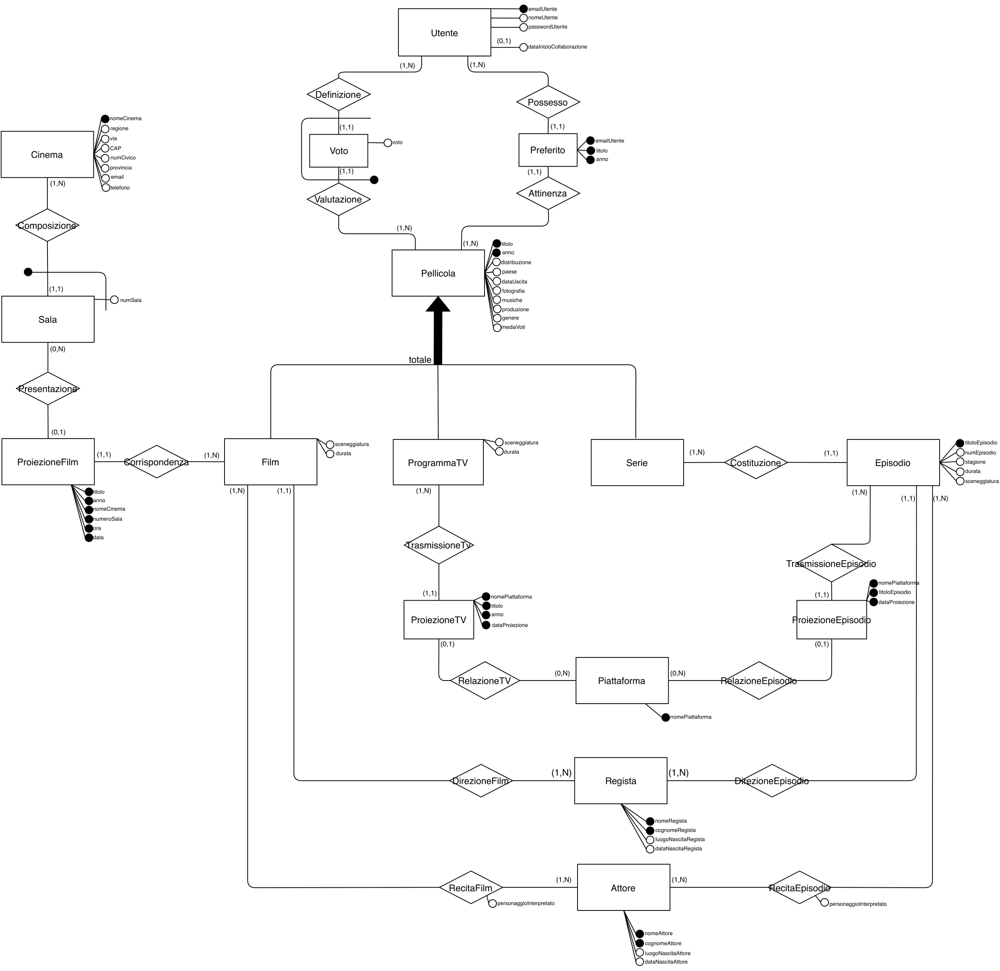 emailUtente
nomeUtente
passwordUtente
Utente
(0,1)
dataInizioCollaborazione
(1,N)
(1,N)
Definizione
Possesso
(1,1)
(1,1)
Voto
voto
Preferito
emailUtente
titolo
anno
(1,1)
(1,1)
Valutazione
Attinenza
(1,N)
(1,N)
nomeCinema
regione
via
CAP
numCivico
provincia
email
telefono
Cinema
(1,N)
Composizione
(1,1)
numSala
Sala
(0,N)
Presentazione
(0,1)
Pellicola
titolo
anno
distribuzione
paese
dataUscita
fotografia
musiche
produzione
genere
mediaVoti
totale
ProiezioneFilm
(1,1)
Corrispondenza
(1,N)
Film
sceneggiatura
durata
ProgrammaTV
sceneggiatura
durata
Serie
(1,N)
Costituzione
(1,1)
Episodio
titoloEpisodio
numEpisodio
stagione
durata
sceneggiatura
titolo
anno
nomeCinema
numeroSala
ora
data
(1,N)
(1,1)
(1,N)
(1,N)
(1,1)
(1,N)
TrasmissioneTv
TrasmissioneEpisodio
(1,1)
(1,1)
ProiezioneTV
nomePiattaforma
titolo
anno
dataProiezione
ProiezioneEpisodio
nomePiattaforma
titoloEpisodio
dataProiezione
(0,1)
(0,1)
RelazioneTV
(0,N)
Piattaforma
(0,N)
RelazioneEpisodio
nomePiattaforma
DirezioneFilm
(1,N)
Regista
(1,N)
DirezioneEpisodio
nomeRegista
cognomeRegista
luogoNascitaRegista
dataNascitaRegista
RecitaFilm
(1,N)
Attore
(1,N)
RecitaEpisodio
personaggioInterpretato
personaggioInterpretato
nomeAttore
cognomeAttore
luogoNascitaAttore
dataNascitaAttore